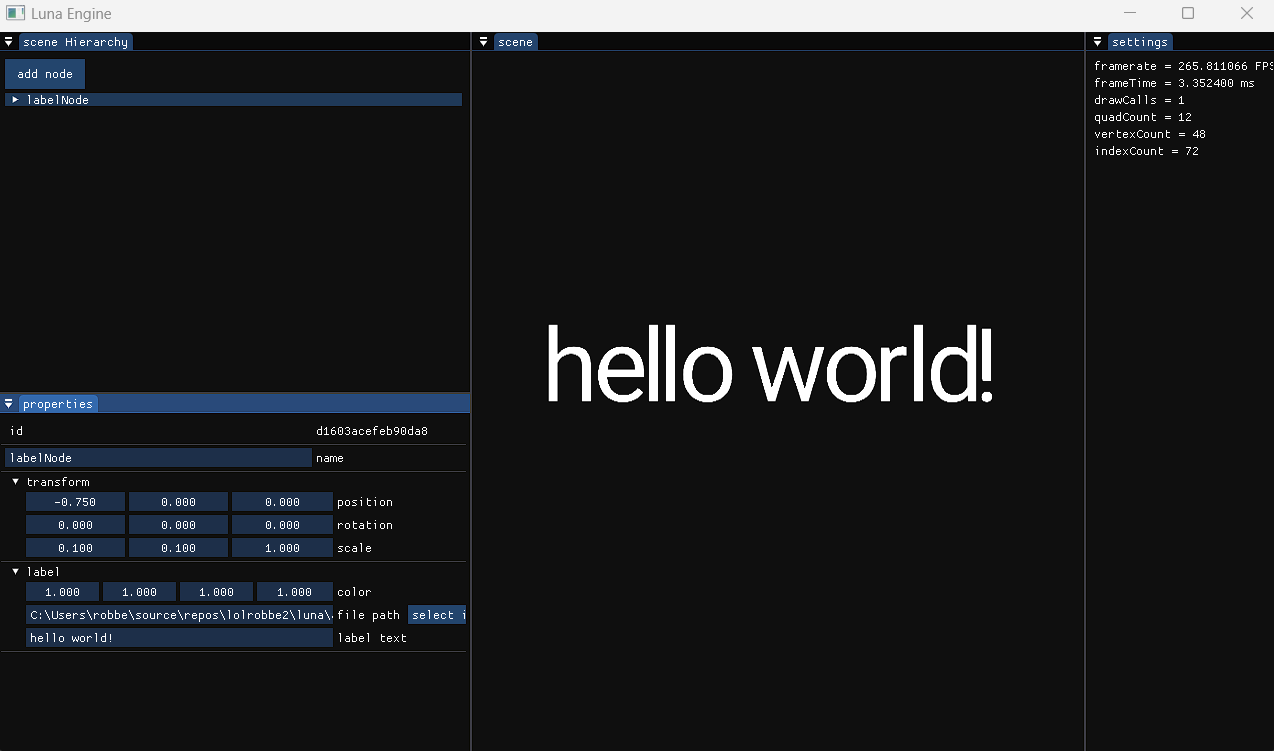 Luna Engine
scene Hierarchy
add node
labelNode
properties
id d1603acefeb90da8
labelNode name
transform
-0.750 0.000 0.000 position
0.000 0.000 0.000 rotation
0.100 0.100 1.000 scale
label
1.000 1.000 1.000 1.000 color
C:\Users\robbe\source\repos\lolrobbe2\luna\ file path select i
hello world! label text
scene
hello world!
settings
framerate = 265.811066 FPS
frameTime = 3.352400 ms
drawCalls = 1
quadCount = 12
vertexCount = 48
indexCount = 72